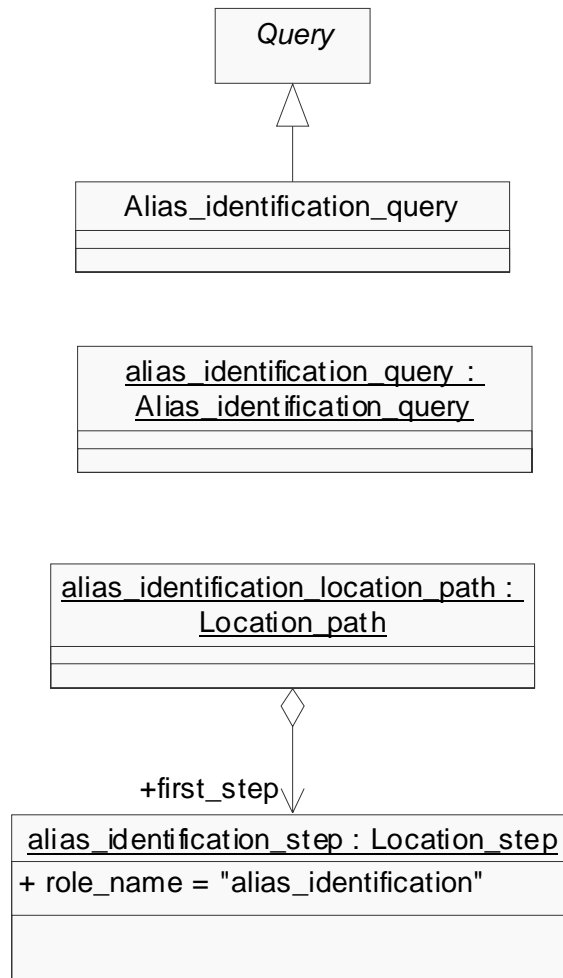 Query
Alias_identification_query
alias_identification_query :
Alias_identification_query
alias_identification_location_path :
Location_path
+first_step
alias_identification_step : Location_step
+ role_name = "alias_identification"